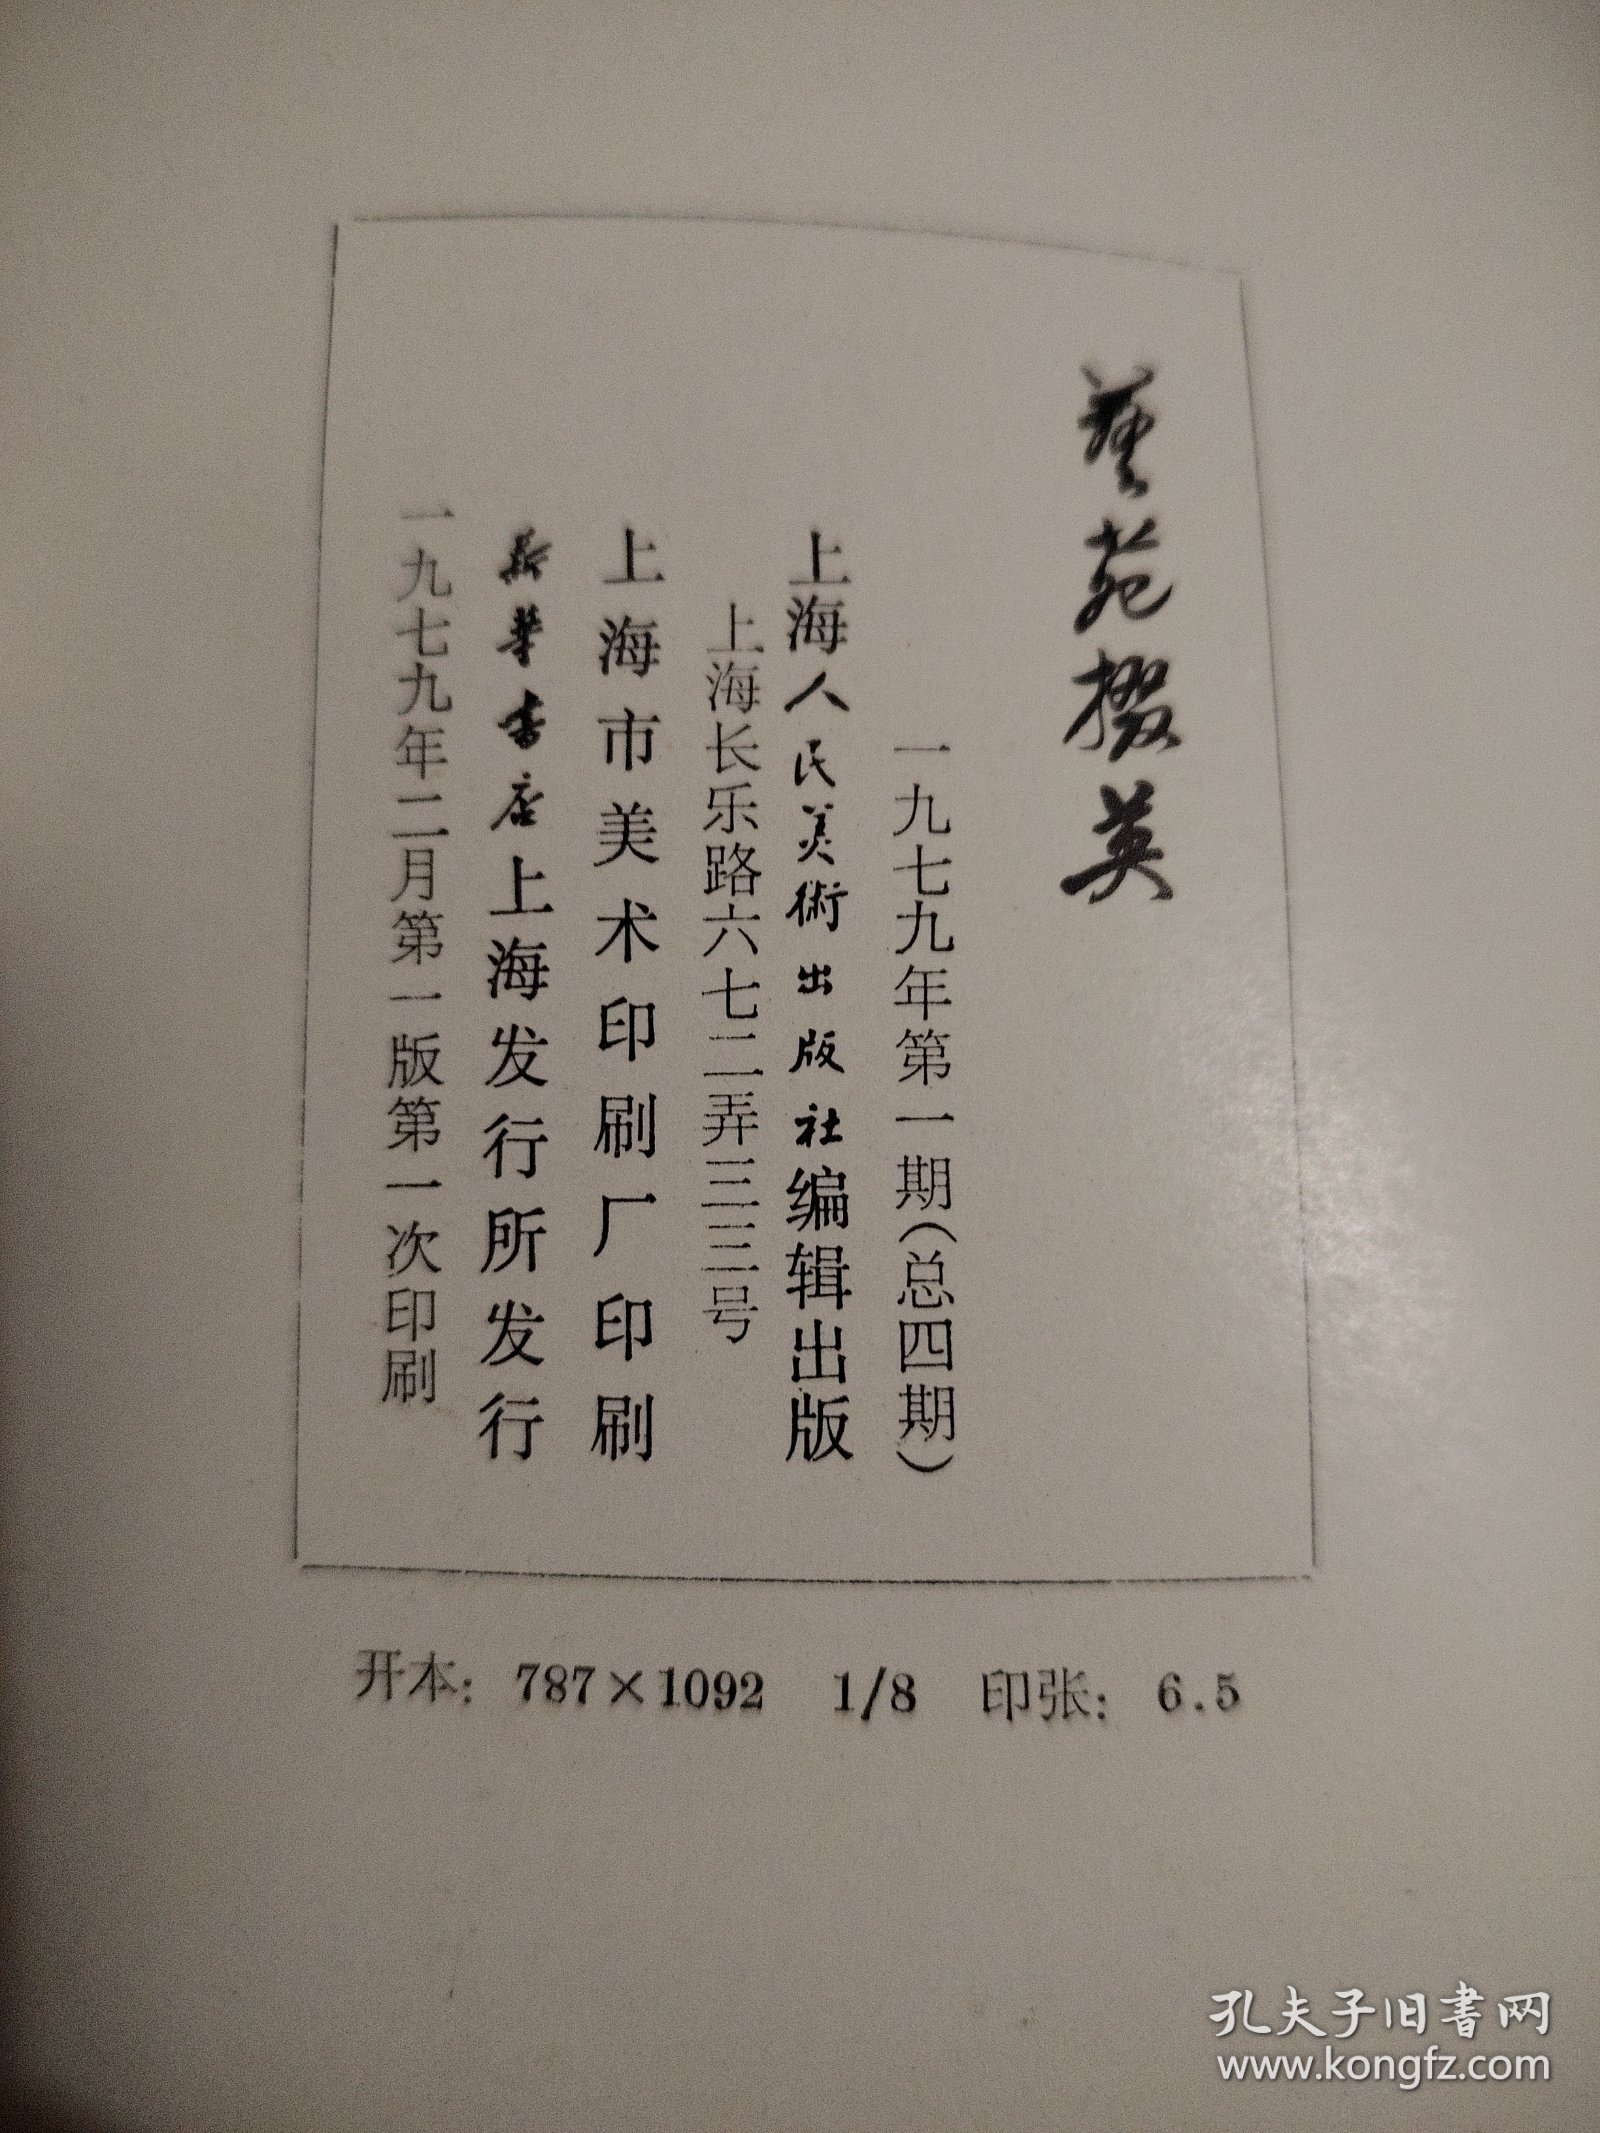 藝苑掇英
一九七九年第一期(总四期)
上海人民美術出版社编辑出版
上海长乐路六七二弄三三号
上海市美术印刷厂印刷
新華書店上海发行所发行
一九七九年二月第一版第一次印刷
开本: 787×1092 1/8 印张: 6.5
孔夫子旧书网
www.kongfz.com